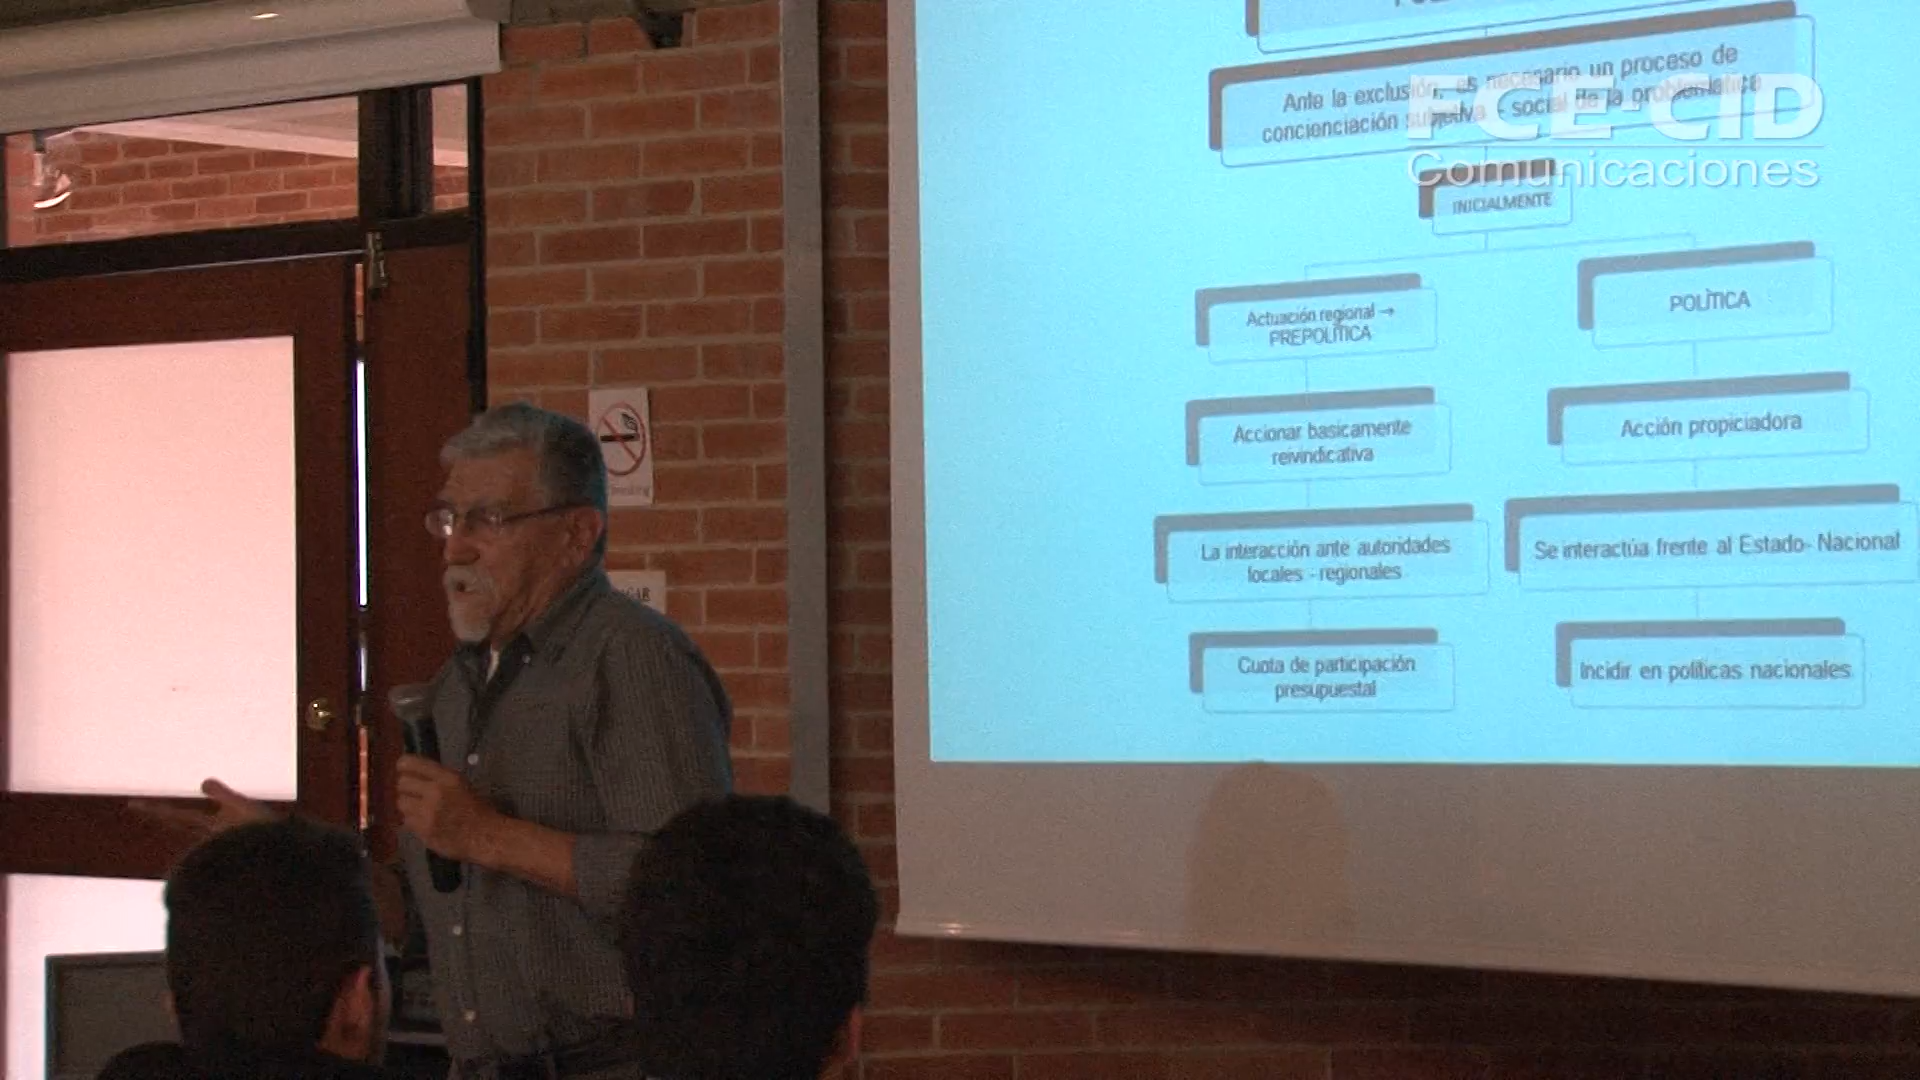 Ante la exclusión, es necesario un proceso de
concienciación subjetiva - social de la problemática
FCE-CID
Comunicaciones
INICIALMENTE
Actuación regional →
PREPOLÍTICA
POLÌTICA
Accionar basicamente
reivindicativa
Acción propiciadora
La interacción ante autoridades
locales - regionales
Se interactúa frente al Estado- Nacional
Cuota de participación
presupuestal
Incidir en políticas nacionales